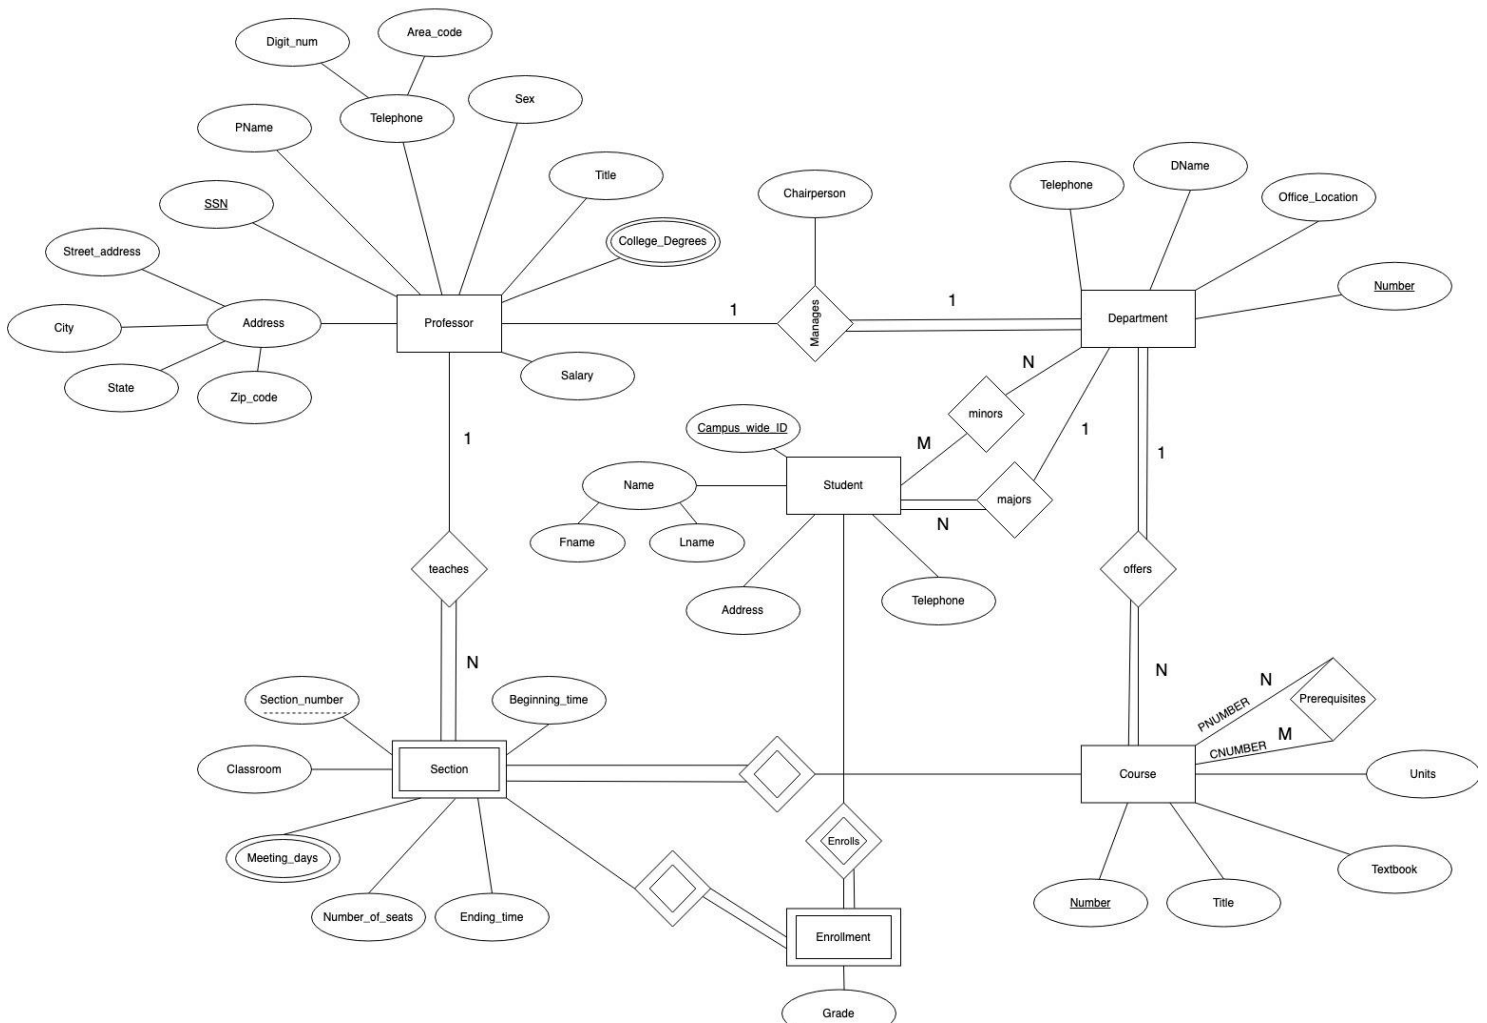 Area_code
Digit_num
Sex
Telephone
PName
DName
Title
Telephone
Chairperson
Office_Location
SSN
College_Degrees
Street_address
Number
1
1
Address
Professor
Manages
Department
City
N
Salary
State
Zip_code
minors
Campus_wide_ID
1
1
M
1
Name
Student
majors
N
Fname
Lname
teaches
offers
Telephone
Address
N
N
N
Section_number
Beginning_time
Prerequisites
PNUMBER
M
CNUMBER
Classroom
Section
Course
Units
Enrolls
Meeting_days
Textbook
Number
Title
Number_of_seats
Ending_time
Enrollment
Grade